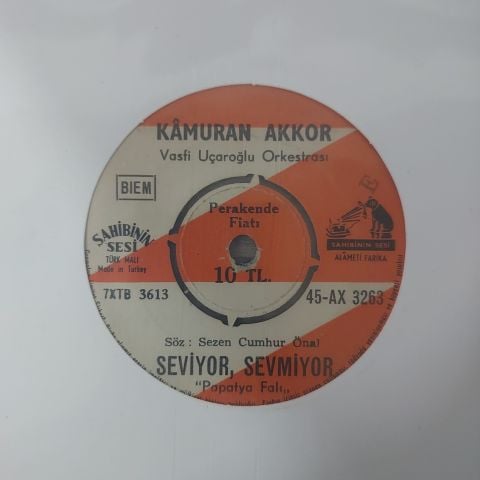 KÂMURAN AKKOR
Vasfi Uçaroğlu Orkestrası
BIEM
E
Perakende
Fiatı
SAHİBİNİN
SESİ
TÜRK MALI
Made in Turkey
SAHİBİNİN SESİ
ALÂMETİ FARİKA
10 TL.
7XTB 3613
45-AX 3263
Söz : Sezen Cumhur Önal
SEVİYOR, SEVMİYOR
"Papatya Falı„